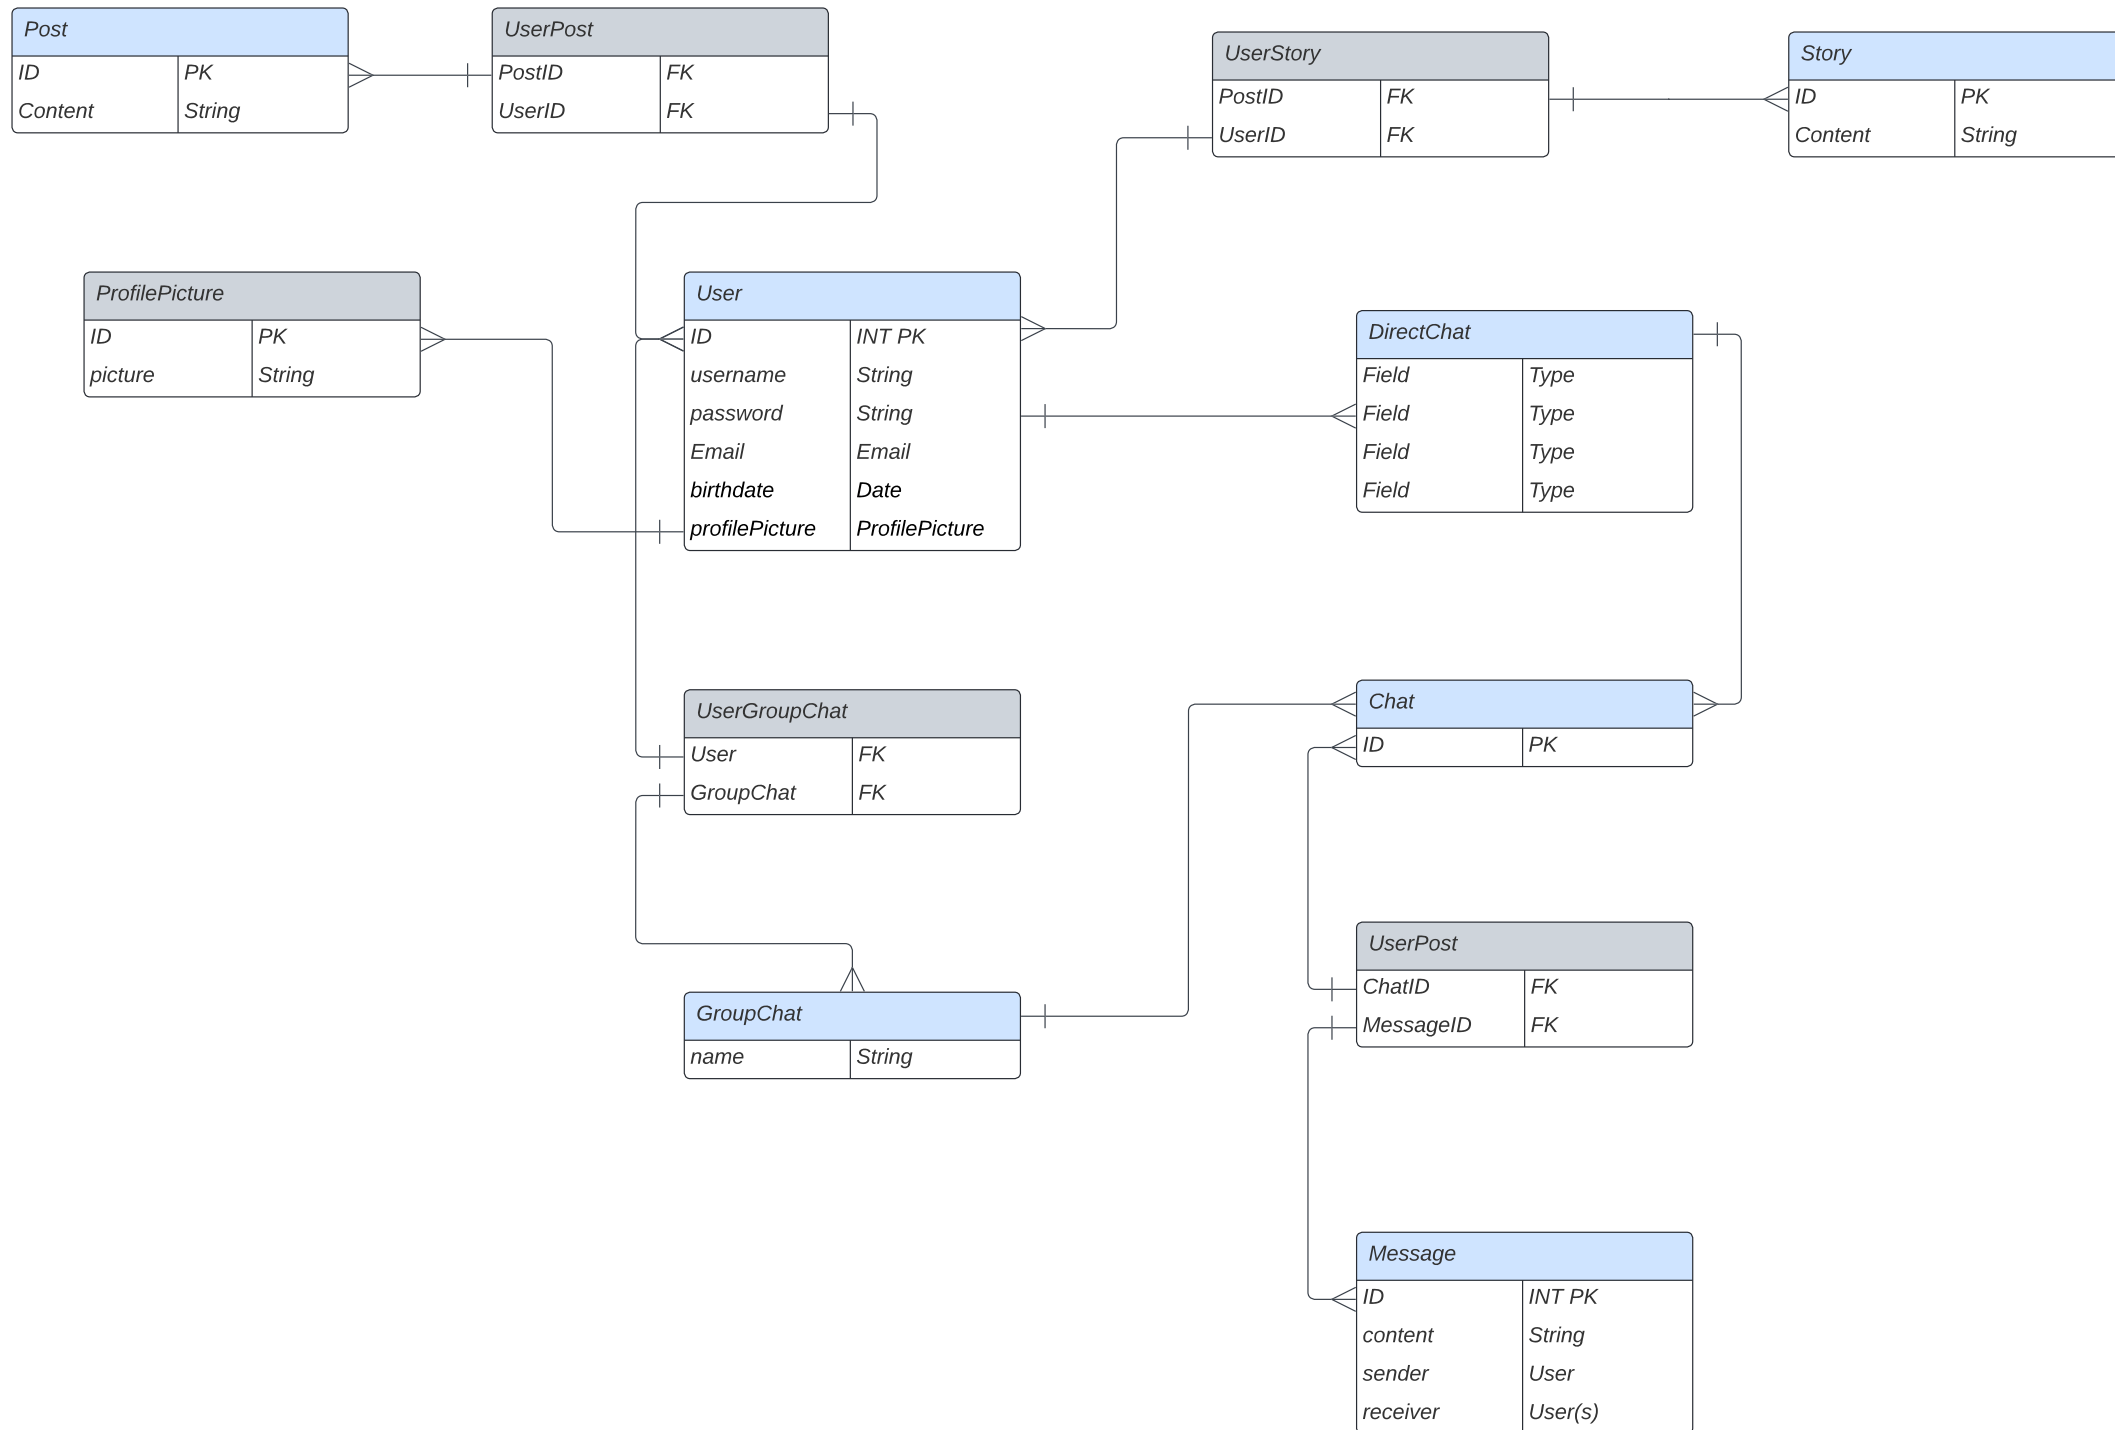 Post
ID PK
Content String
UserPost
PostID FK
UserID FK
UserStory
PostID FK
UserID FK
Story
ID PK
Content String
ProfilePicture
ID PK
picture String
User
ID INT PK
username String
password String
Email Email
birthdate Date
profilePicture ProfilePicture
DirectChat
Field Type
Field Type
Field Type
Field Type
UserGroupChat
User FK
GroupChat FK
Chat
ID PK
GroupChat
name String
UserPost
ChatID FK
MessageID FK
Message
ID INT PK
content String
sender User
receiver User(s)